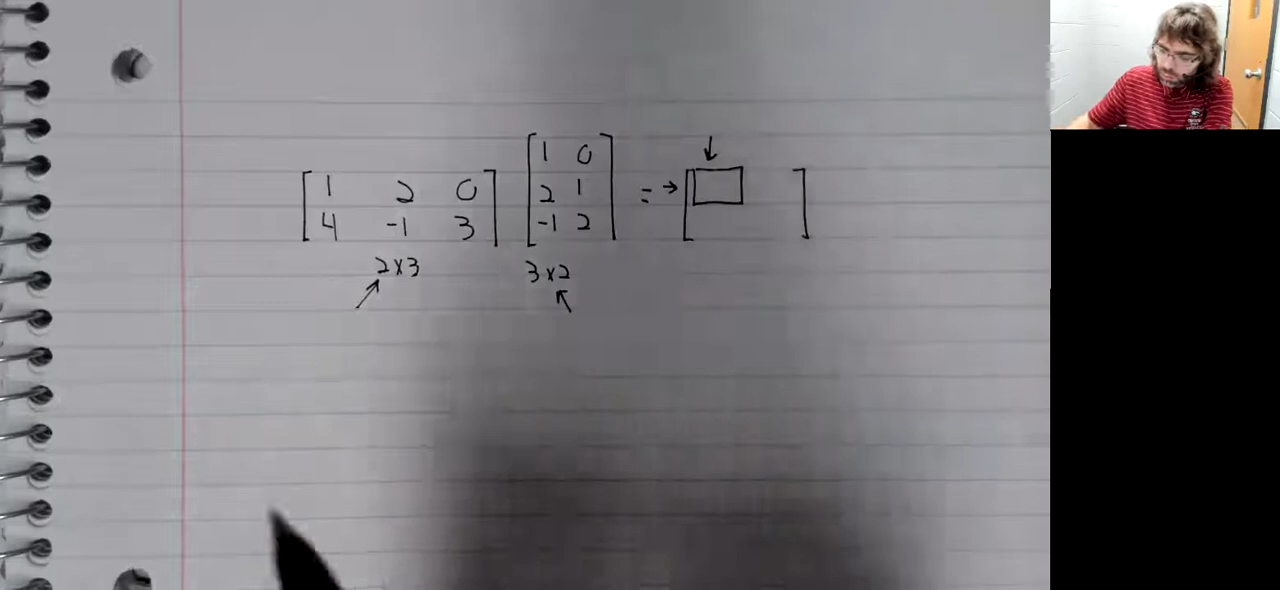 [1 2 0] [1 0] = → [□ ]
[4 -1 3] [2 1]
[-1 2]
2x3 3x2